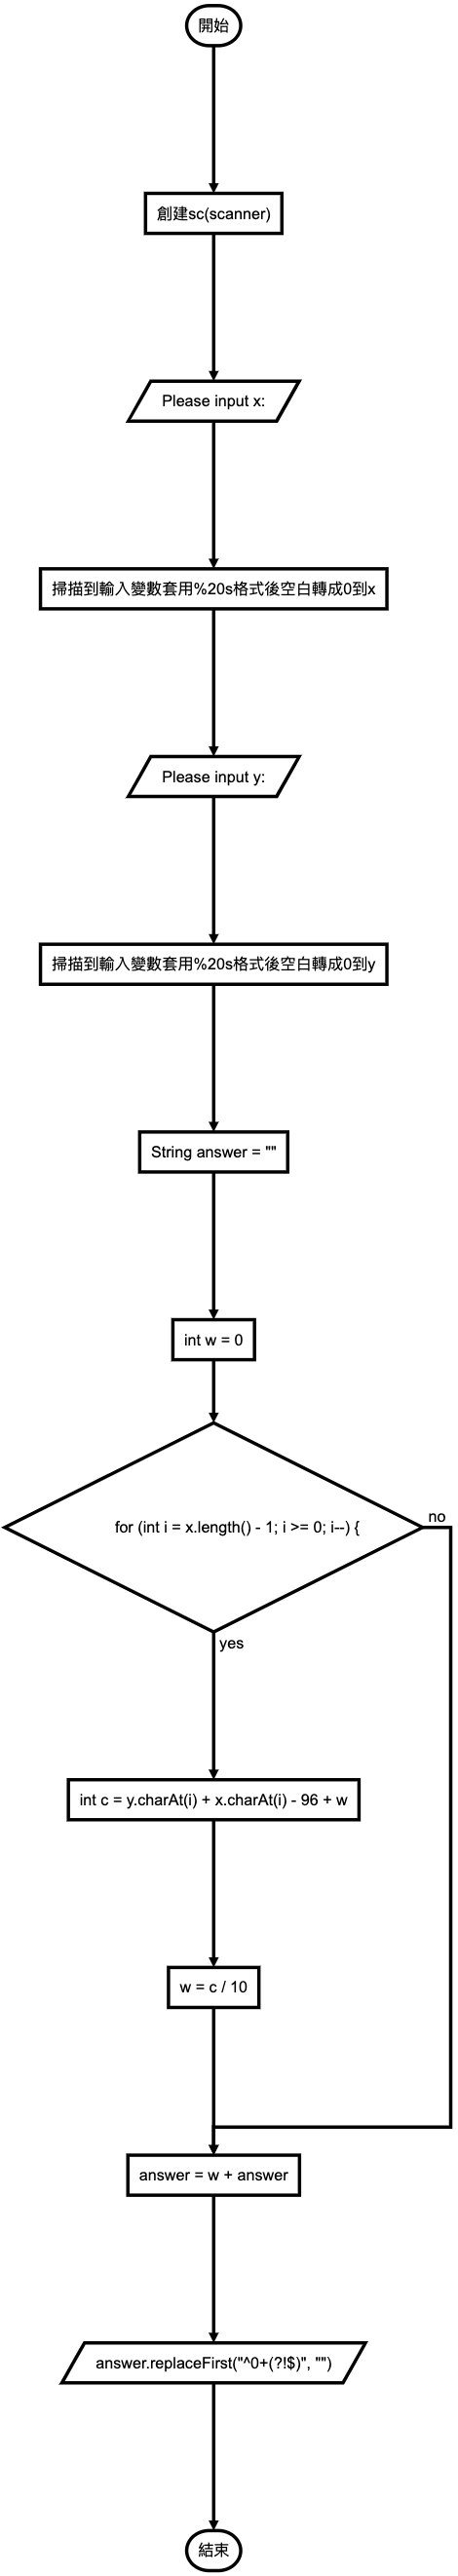 開始
創建sc(scanner)
Please input x:
掃描到輸入變數套用%20s格式後空白轉成0到x
Please input y:
掃描到輸入變數套用%20s格式後空白轉成0到y
String answer = ""
int w = 0
for (int i = x.length() - 1; i >= 0; i--) {
no
yes
int c = y.charAt(i) + x.charAt(i) - 96 + w
w = c / 10
answer = w + answer
answer.replaceFirst("^0+(?!$)", "")
結束